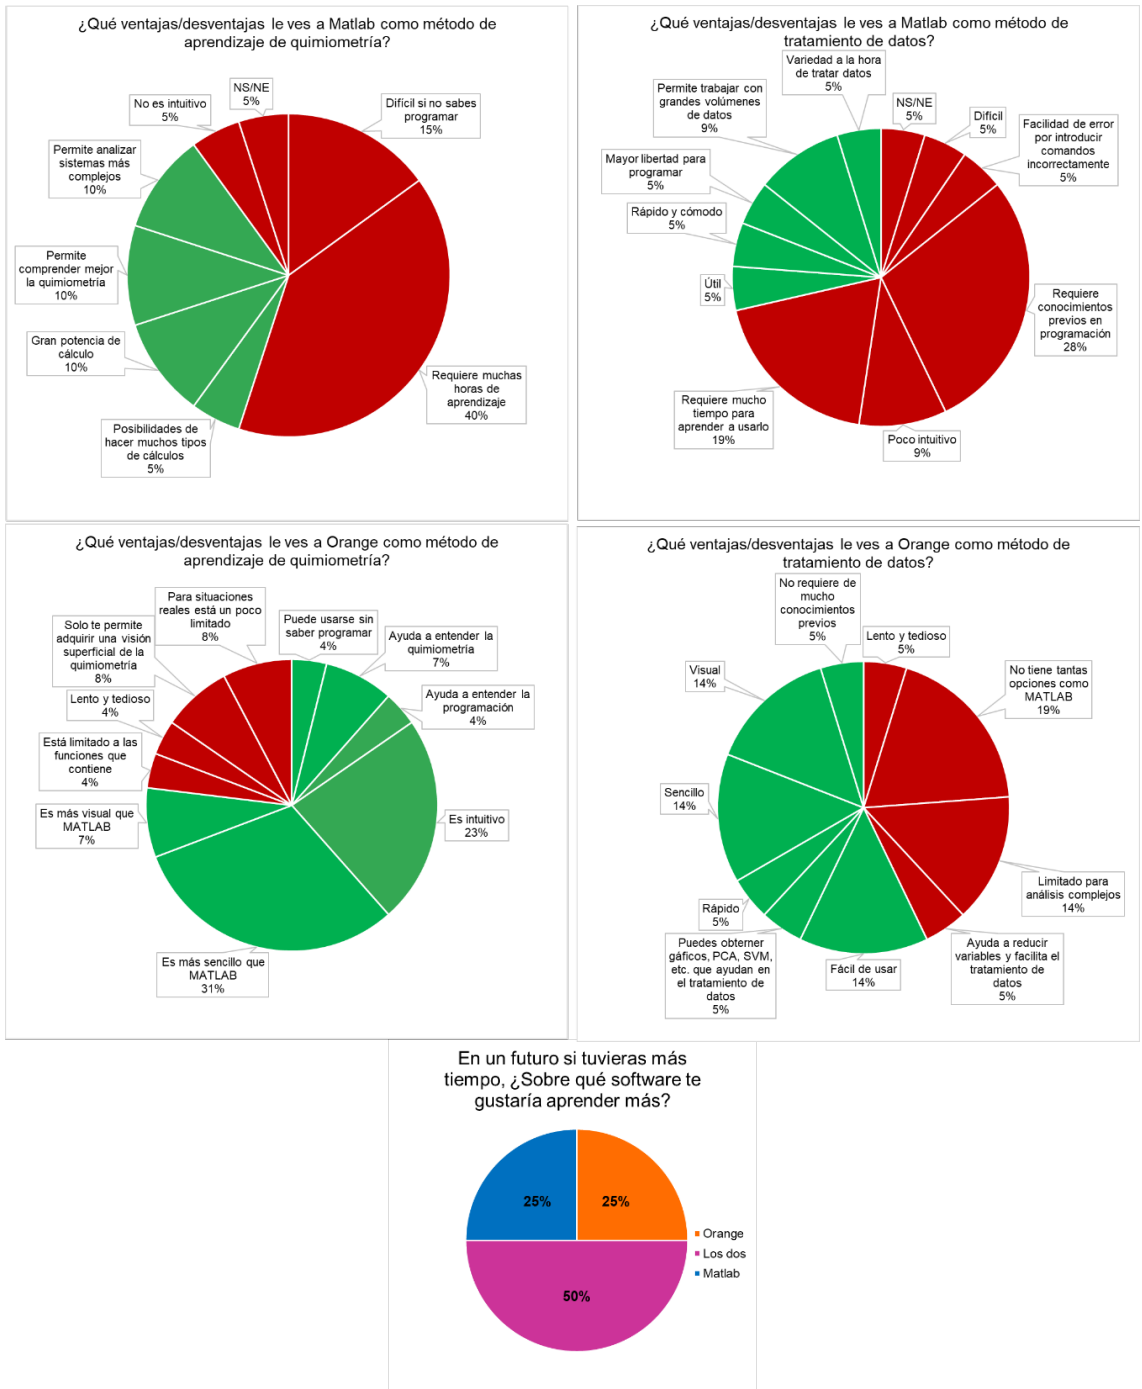 ¿Qué ventajas/desventajas le ves a Matlab como método de
aprendizaje de quimiometría?
NS/NE
5%
Difícil si no sabes
programar
15%
No es intuitivo
5%
Permite analizar
sistemas más
complejos
10%
Permite
comprender mejor
la quimiometría
10%
Gran potencia de
cálculo
10%
Posibilidades de
hacer muchos tipos
de cálculos
5%
Requiere muchas
horas de
aprendizaje
40%
¿Qué ventajas/desventajas le ves a Matlab como método de
tratamiento de datos?
Variedad a la hora
de tratar datos
5%
NS/NE
5%
Difícil
5%
Facilidad de error
por introducir
comandos
incorrectamente
5%
Permite trabajar con
grandes volúmenes
de datos
9%
Mayor libertad para
programar
5%
Rápido y cómodo
5%
Útil
5%
Requiere
conocimientos
previos en
programación
28%
Requiere mucho
tiempo para
aprender a usarlo
19%
Poco intuitivo
9%
¿Qué ventajas/desventajas le ves a Orange como método de
aprendizaje de quimiometría?
Para situaciones
reales está un poco
limitado
8%
Puede usarse sin
saber programar
4%
Ayuda a entender la
quimiometría
7%
Ayuda a entender la
programación
4%
Solo te permite
adquirir una visión
superficial de la
quimiometría
8%
Lento y tedioso
4%
Está limitado a las
funciones que
contiene
4%
Es más visual que
MATLAB
7%
Es intuitivo
23%
Es más sencillo que
MATLAB
31%
¿Qué ventajas/desventajas le ves a Orange como método de
tratamiento de datos?
No requiere de
mucho
conocimientos
previos
5%
Lento y tedioso
5%
No tiene tantas
opciones como
MATLAB
19%
Visual
14%
Sencillo
14%
Rápido
5%
Limitado para
análisis complejos
14%
Puedes obterner
gáficos, PCA, SVM,
etc. que ayudan en
el tratamiento de
datos
5%
Fácil de usar
14%
Ayuda a reducir
variables y facilita el
tratamiento de
datos
5%
En un futuro si tuvieras más
tiempo, ¿Sobre qué software te
gustaría aprender más?
25%
25%
50%
Orange
Los dos
Matlab